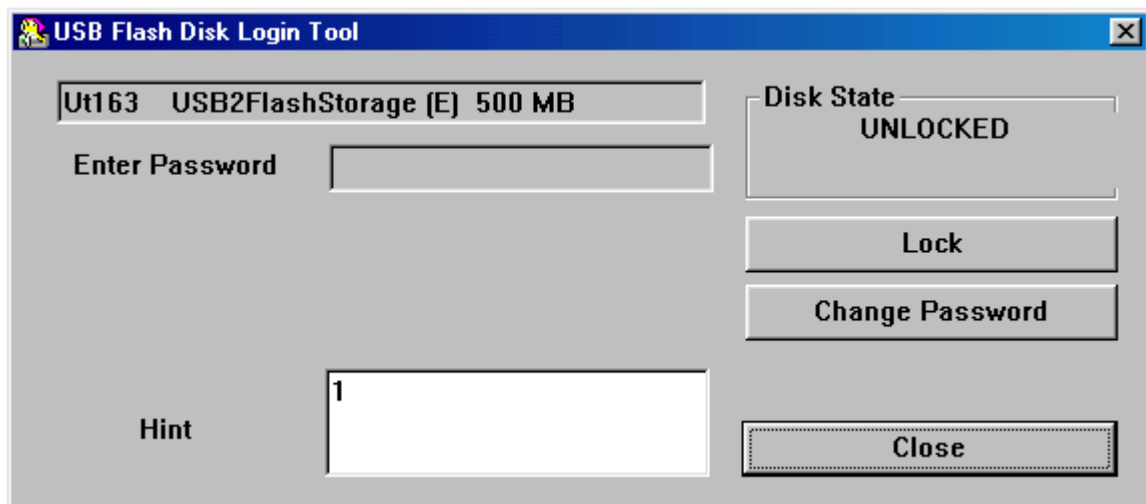 USB Flash Disk Login Tool
Ut163 USB2FlashStorage (E) 500 MB
Disk State
UNLOCKED
Enter Password
Lock
Change Password
Hint
1
Close